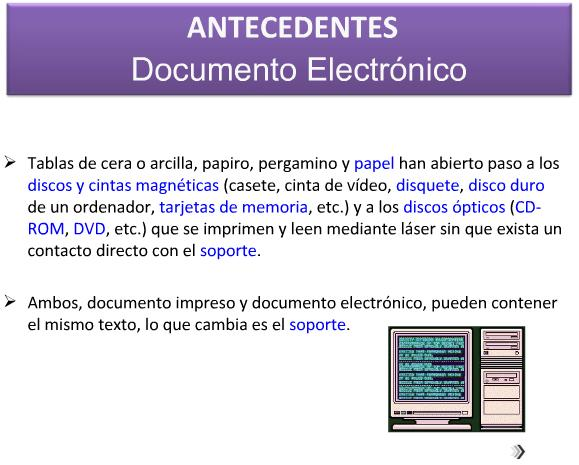 ANTECEDENTES
Documento Electrónico
Tablas de cera o arcilla, papiro, pergamino y papel han abierto paso a los
discos y cintas magnéticas (casete, cinta de vídeo, disquete, disco duro
de un ordenador, tarjetas de memoria, etc.) y a los discos ópticos (CD-
ROM, DVD, etc.) que se imprimen y leen mediante láser sin que exista un
contacto directo con el soporte.
Ambos, documento impreso y documento electrónico, pueden contener
el mismo texto, lo que cambia es el soporte.